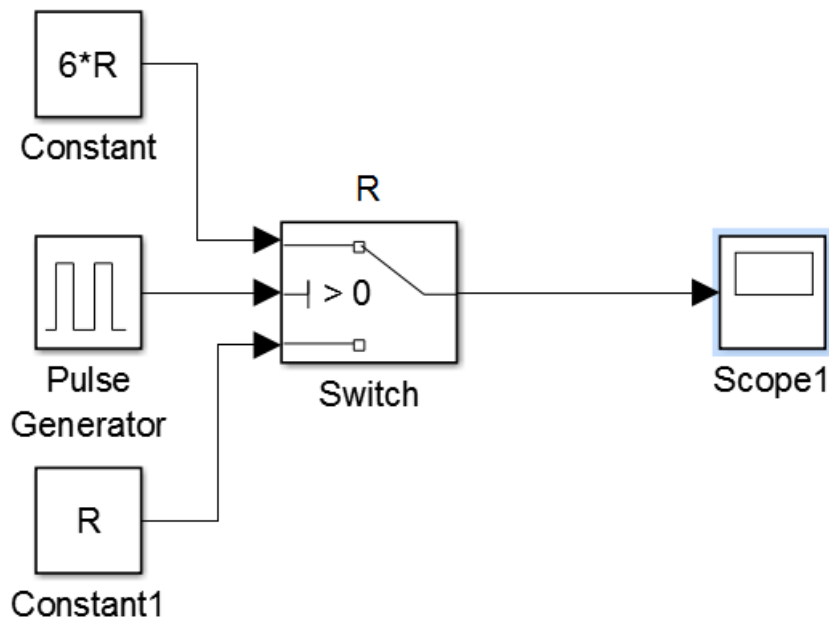 6*R
Constant
R
> 0
Switch
Pulse
Generator
R
Constant1
Scope1